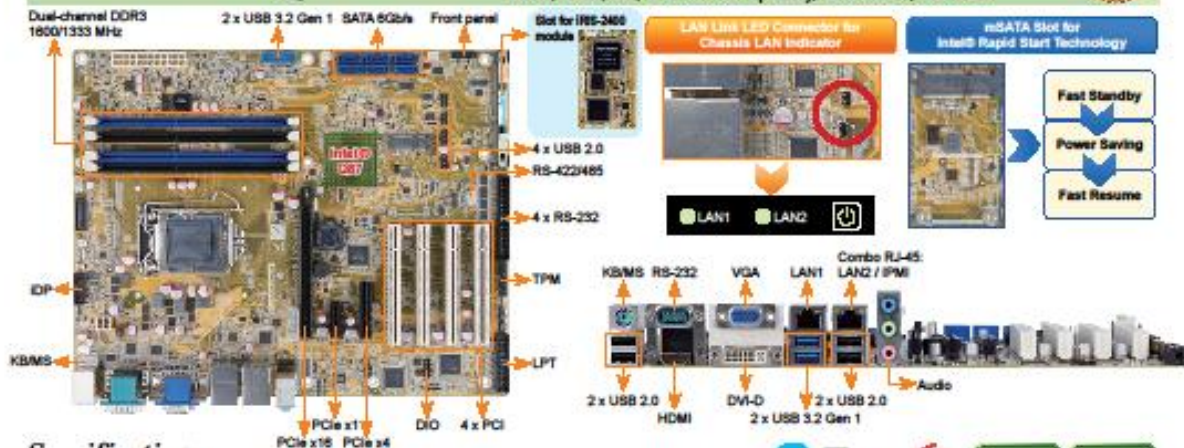 Dual-channel DDR3
1600/1333 MHz
2 x USB 3.2 Gen 1
SATA 6Gb/s
Front panel
Slot for iRIS-2400
module
4 x USB 2.0
RS-422/485
4 x RS-232
TPM
LPT
iDP
KB/MS
PCIe x16
PCIe x1
PCIe x4
DIO
4 x PCI
LAN Link LED Connector for
Chassis LAN Indicator
LAN1
LAN2
mSATA Slot for
Intel® Rapid Start Technology
Fast Standby
Power Saving
Fast Resume
KB/MS
RS-232
VGA
LAN1
Combo RJ-45:
LAN2 / IPMI
2 x USB 2.0
HDMI
DVI-D
2 x USB 3.2 Gen 1
2 x USB 2.0
Audio